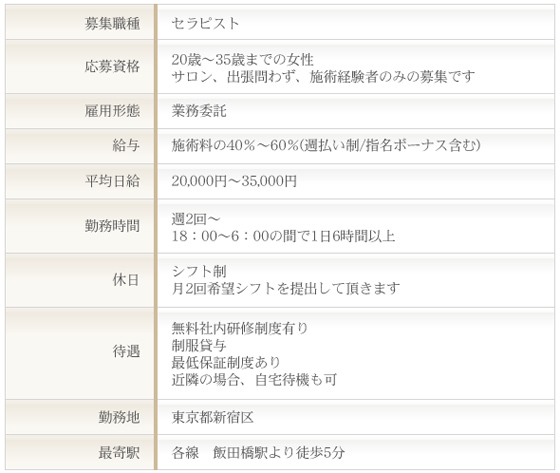 募集職種 セラピスト
応募資格 20歳〜35歳までの女性
サロン、出張問わず、施術経験者のみの募集です
雇用形態 業務委託
給与 施術料の40％〜60％(週払い制/指名ボーナス含む)
平均日給 20,000円〜35,000円
勤務時間 週2回〜
18：00〜6：00の間で1日6時間以上
休日 シフト制
月2回希望シフトを提出して頂きます
待遇 無料社内研修制度有り
制服貸与
最低保証制度あり
近隣の場合、自宅待機も可
勤務地 東京都新宿区
最寄駅 各線　飯田橋駅より徒歩5分